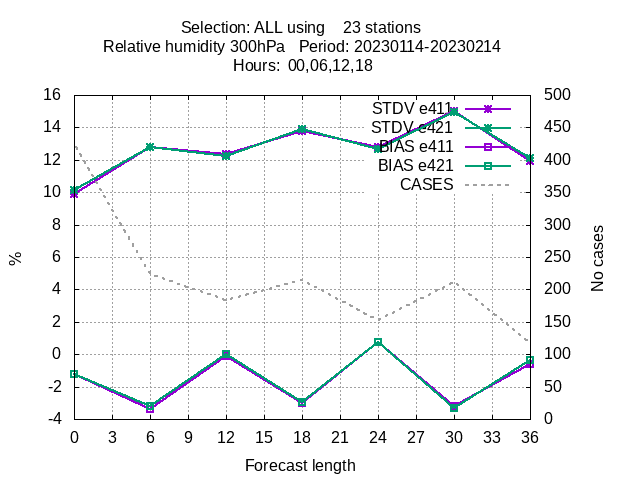 Selection: ALL using    23 stations
Relative humidity 300hPa   Period: 20230114-20230214
Hours:  00,06,12,18
16 500
14 450
12 400
10 350
8 300
6 250
4 200
2 150
0 100
-2 50
-4 0
STDV e411
STDV e421
BIAS e411
BIAS e421
CASES
%
No cases
0 3 6 9 12 15 18 21 24 27 30 33 36
Forecast length